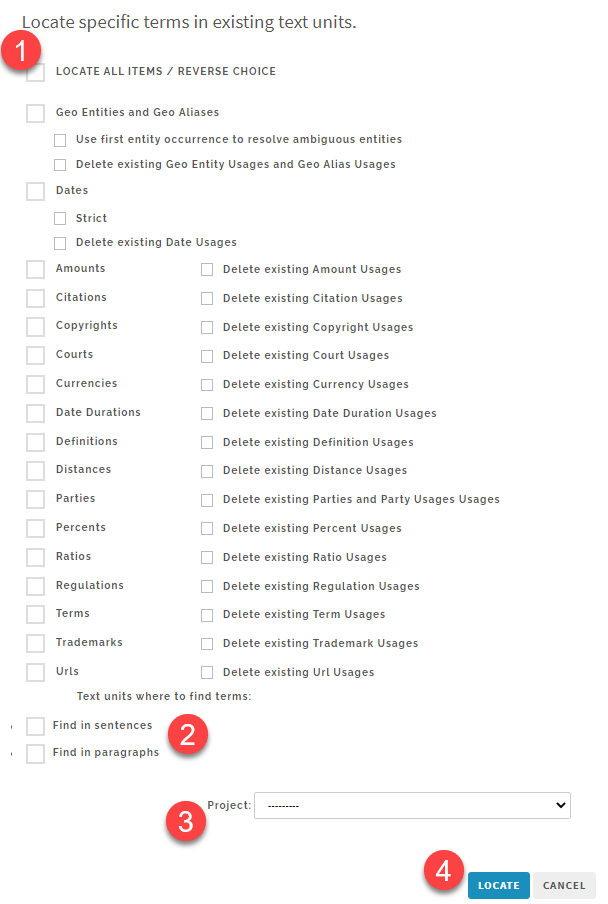 Locate specific terms in existing text units.
1
LOCATE ALL ITEMS / REVERSE CHOICE
Geo Entities and Geo Aliases
Use first entity occurrence to resolve ambiguous entities
Delete existing Geo Entity Usages and Geo Alias Usages
Dates
Strict
Delete existing Date Usages
Amounts Delete existing Amount Usages
Citations Delete existing Citation Usages
Copyrights Delete existing Copyright Usages
Courts Delete existing Court Usages
Currencies Delete existing Currency Usages
Date Durations Delete existing Date Duration Usages
Definitions Delete existing Definition Usages
Distances Delete existing Distance Usages
Parties Delete existing Parties and Party Usages Usages
Percents Delete existing Percent Usages
Ratios Delete existing Ratio Usages
Regulations Delete existing Regulation Usages
Terms Delete existing Term Usages
Trademarks Delete existing Trademark Usages
Urls Delete existing Url Usages
Text units where to find terms:
Find in sentences
2
Find in paragraphs
Project: ---------
3
4
LOCATE CANCEL